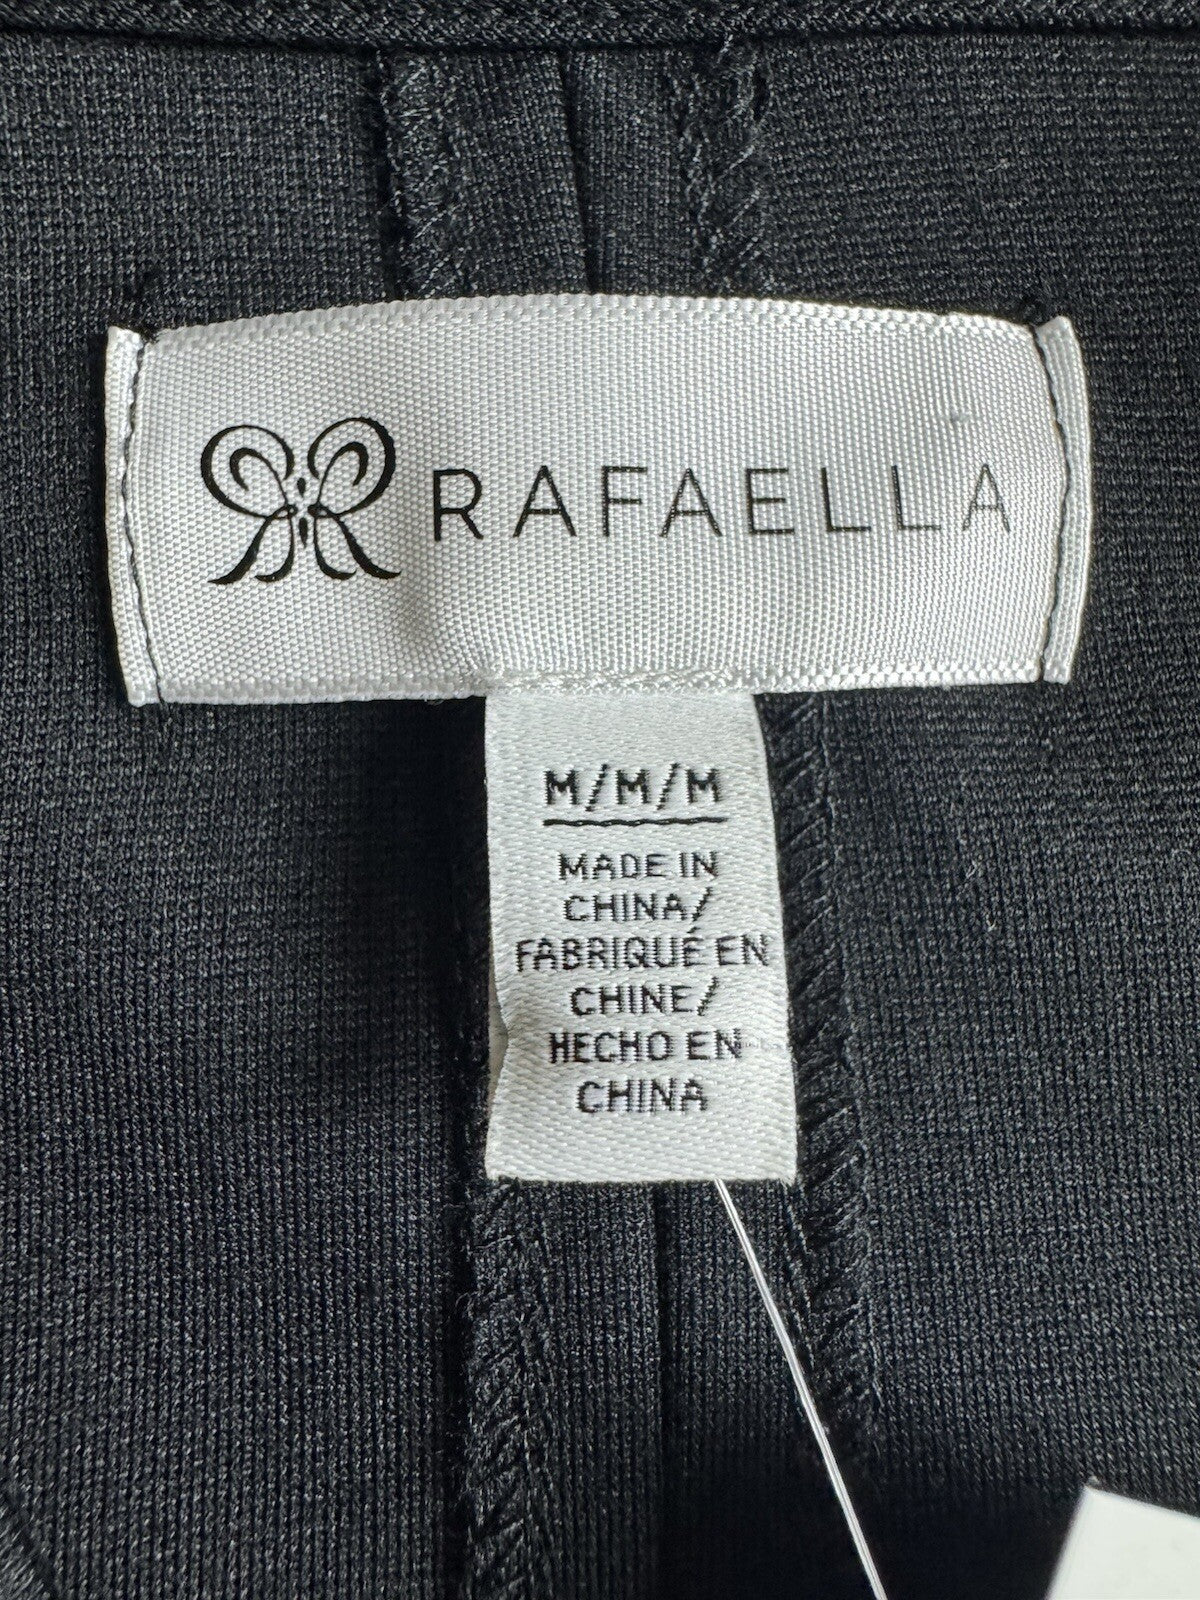 RAFAELLA
M/M/M
MADE IN
CHINA/
FABRIQUÉ EN
CHINE/
HECHO EN
CHINA